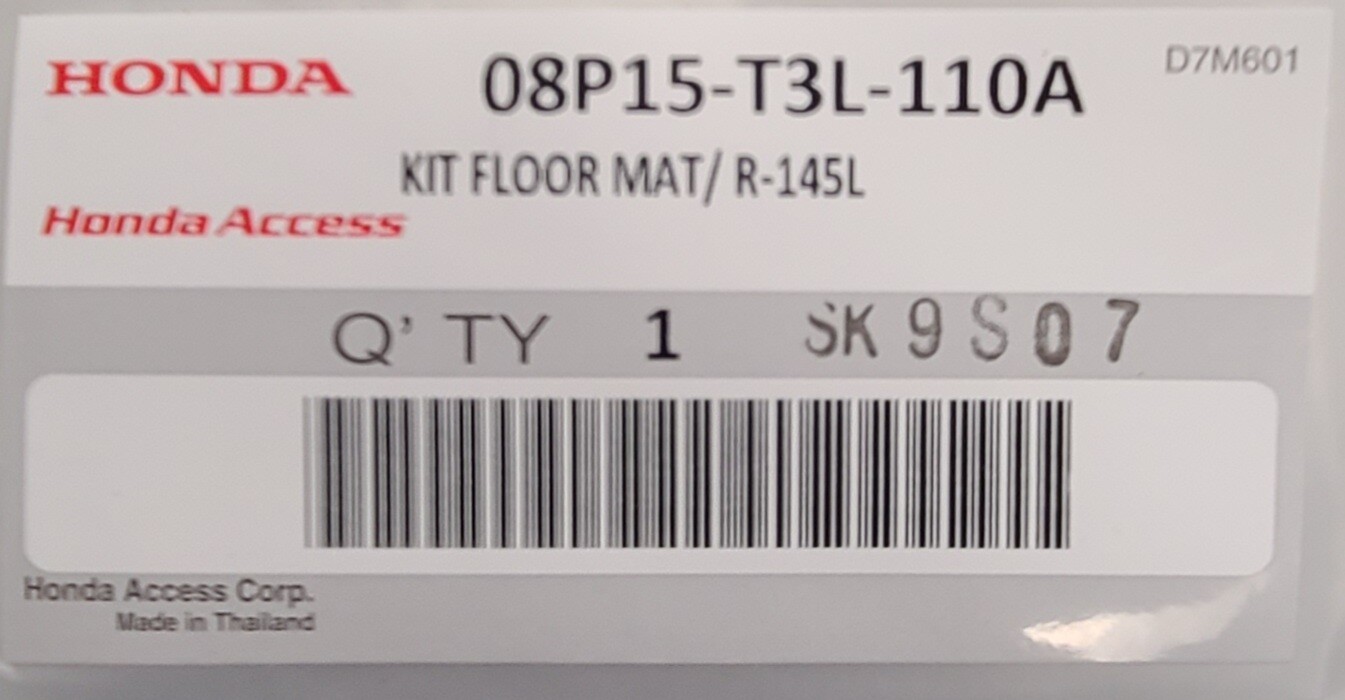 HONDA 08P15-T3L-110A D7M601
KIT FLOOR MAT/ R-145L
Honda Access
Q' TY 1 SK 9 S 0 7
Honda Access Corp.
Made in Thailand